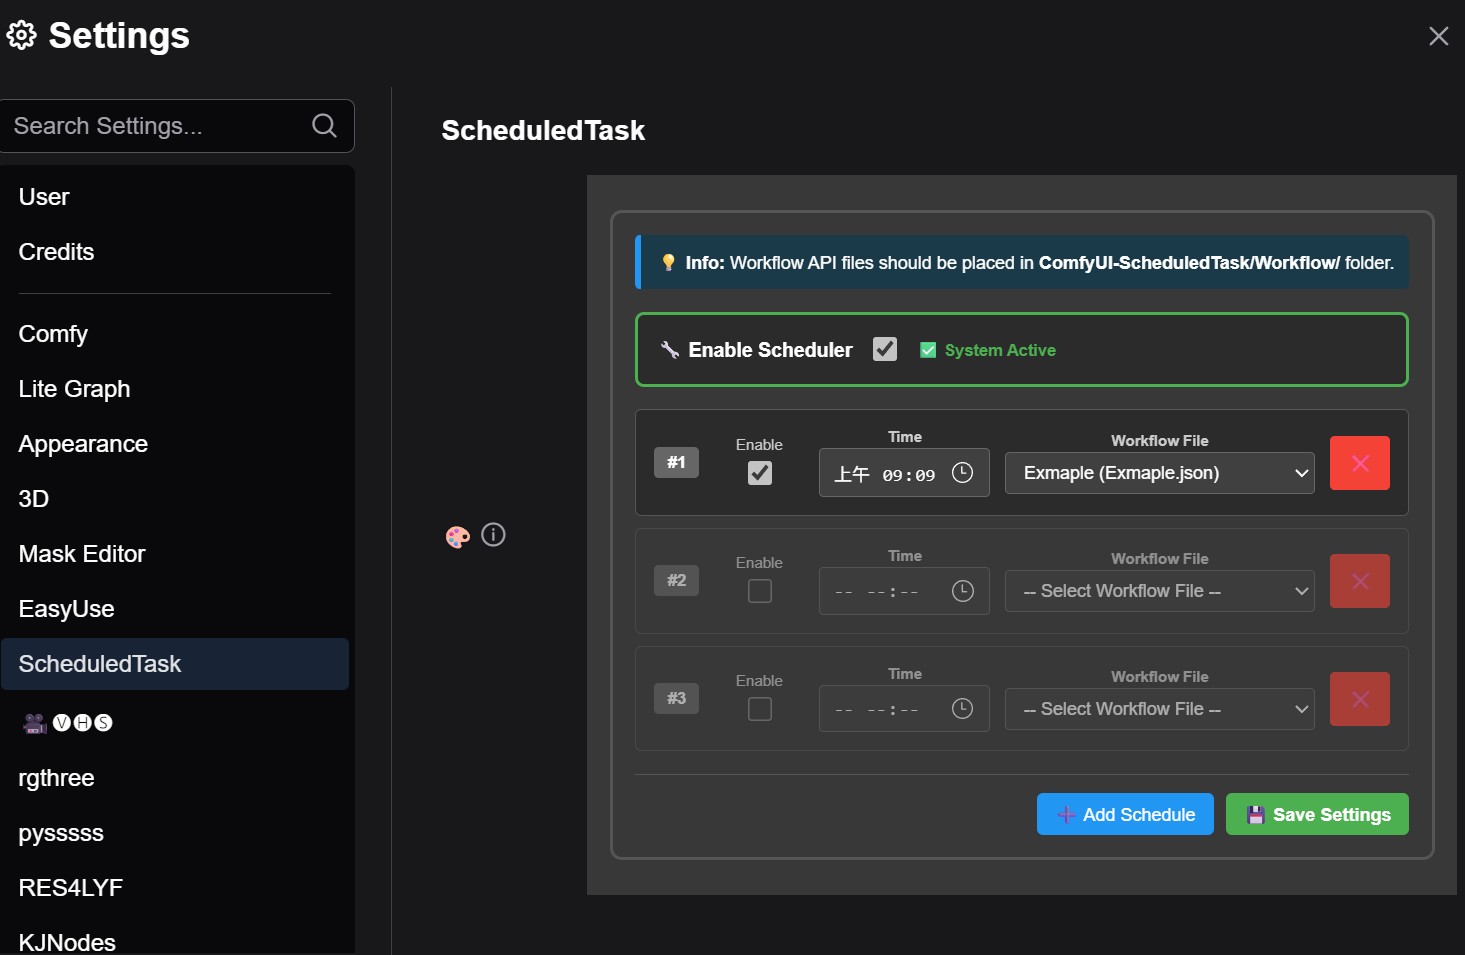 Settings
Search Settings...
User
Credits
Comfy
Lite Graph
Appearance
3D
Mask Editor
EasyUse
ScheduledTask
🎥🅥🅗🅢
rgthree
pysssss
RES4LYF
KJNodes
ScheduledTask
💡 Info: Workflow API files should be placed in ComfyUI-ScheduledTask/Workflow/ folder.
🔧 Enable Scheduler ✅ System Active
#1 Enable Time Workflow File
上午 09:09 Exmaple (Exmaple.json)
#2 Enable Time Workflow File
-- --:-- -- Select Workflow File --
#3 Enable Time Workflow File
-- --:-- -- Select Workflow File --
➕ Add Schedule 💾 Save Settings